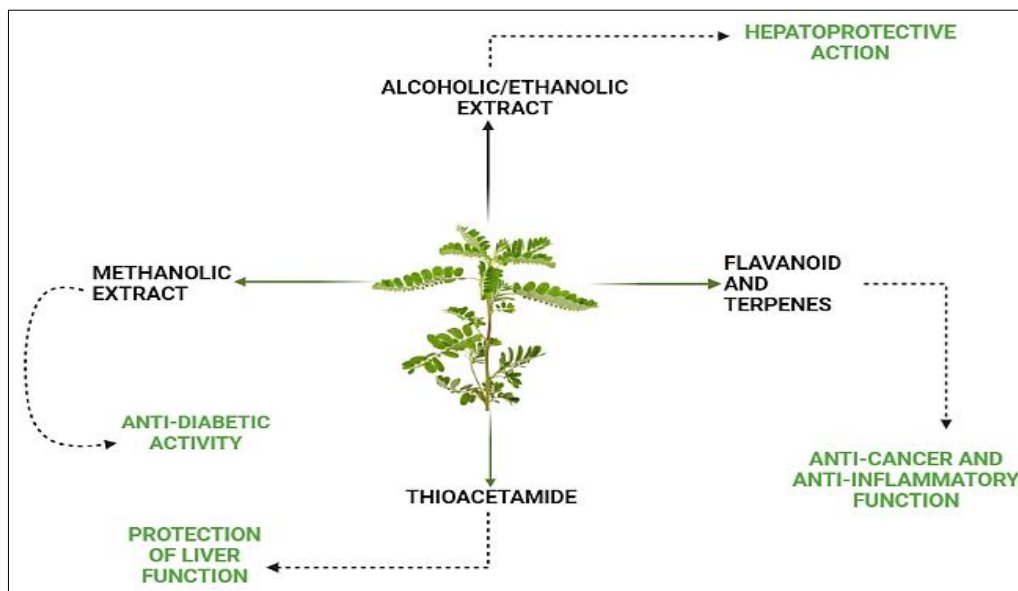 HEPATOPROTECTIVE
ACTION
ALCOHOLIC/ETHANOLIC
EXTRACT
METHANOLIC
EXTRACT
FLAVANOID
AND
TERPENES
ANTI-DIABETIC
ACTIVITY
ANTI-CANCER AND
ANTI-INFLAMMATORY
FUNCTION
THIOACETAMIDE
PROTECTION
OF LIVER
FUNCTION